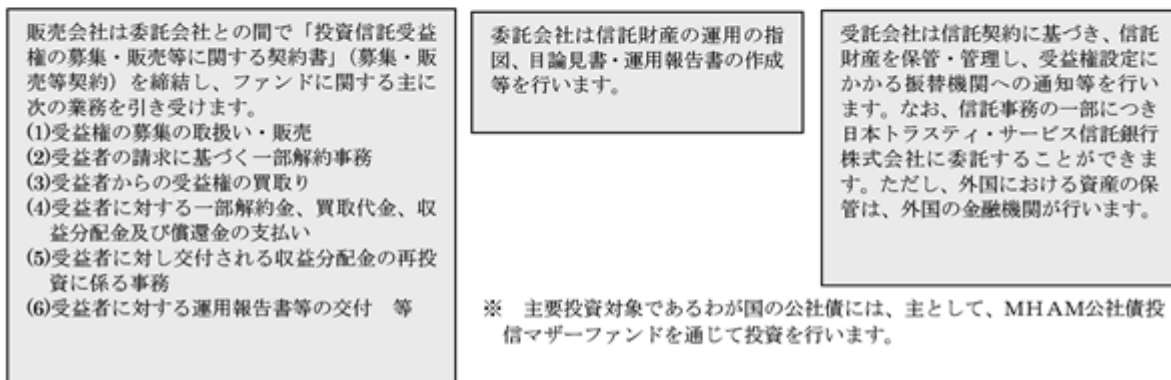 販売会社は委託会社との間で「投資信託受益
権の募集・販売等に関する契約書」（募集・販
売等契約）を締結し、ファンドに関する主に
次の業務を引き受けます。
(1)受益権の募集の取扱い・販売
(2)受益者の請求に基づく一部解約事務
(3)受益者からの受益権の買取り
(4)受益者に対する一部解約金、買取代金、収
益分配金及び償還金の支払い
(5)受益者に対し交付される収益分配金の再投
資に係る事務
(6)受益者に対する運用報告書等の交付　等
委託会社は信託財産の運用の指
図、目論見書・運用報告書の作成
等を行います。
受託会社は信託契約に基づき、信託
財産を保管・管理し、受益権設定に
かかる振替機関への通知等を行い
ます。なお、信託事務の一部につき
日本トラスティ・サービス信託銀行
株式会社に委託することができま
す。ただし、外国における資産の保
管は、外国の金融機関が行います。
※　主要投資対象であるわが国の公社債には、主として、ＭＨＡＭ公社債投
信マザーファンドを通じて投資を行います。